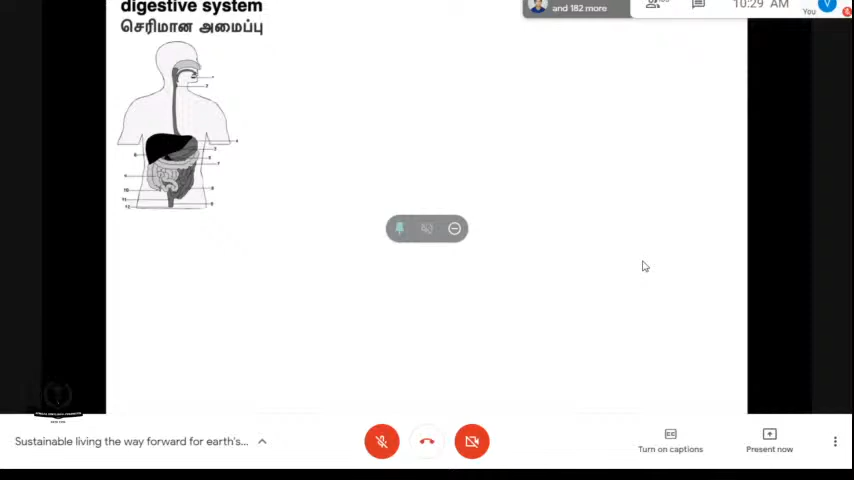 digestive system
செரிமான அமைப்பு
and 182 more
10:29 AM
You
V
Sustainable living the way forward for earth's...
Turn on captions
Present now